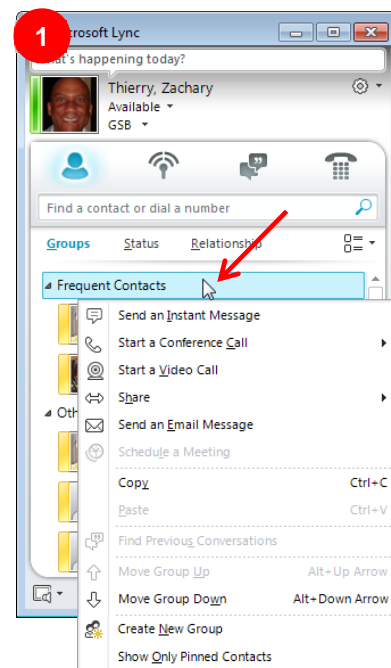 1
rosoft Lync
at's happening today?
Thierry, Zachary
Available
GSB
Find a contact or dial a number
Groups Status Relationship
Frequent Contacts
Send an Instant Message
Start a Conference Call
Start a Video Call
Share
Oth
Send an Email Message
Schedule a Meeting
Copy Ctrl+C
Paste Ctrl+V
Find Previous Conversations
Move Group Up Alt+Up Arrow
Move Group Down Alt+Down Arrow
Create New Group
Show Only Pinned Contacts